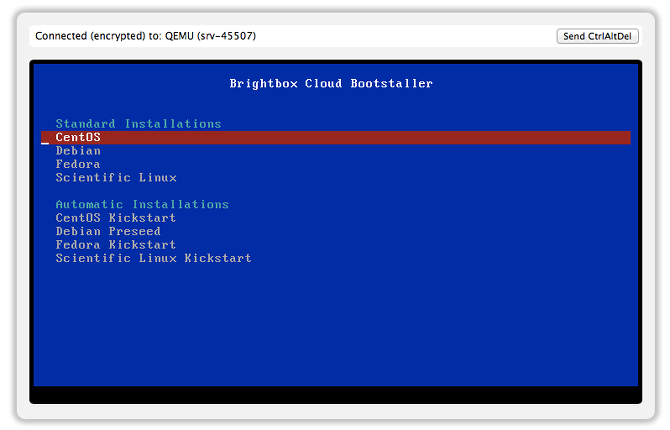 Connected (encrypted) to: QEMU (srv-45507)
Send CtrlAltDel
Brightbox Cloud Bootstaller
Standard Installations
CentOS
Debian
Fedora
Scientific Linux
Automatic Installations
CentOS Kickstart
Debian Preseed
Fedora Kickstart
Scientific Linux Kickstart